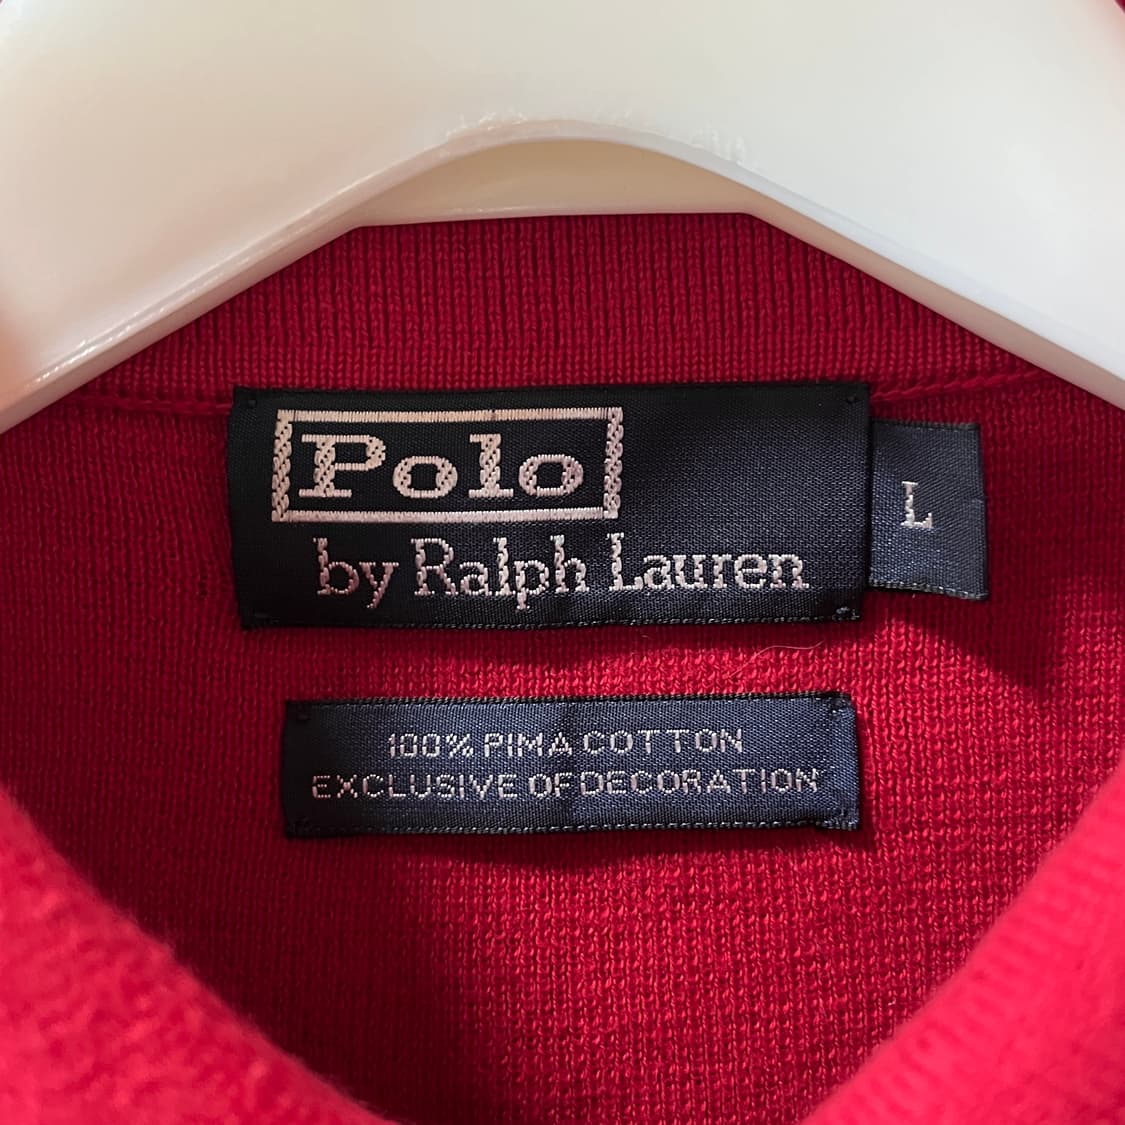 Polo
by Ralph Lauren
L
100% PIMA COTTON
EXCLUSIVE OF DECORATION